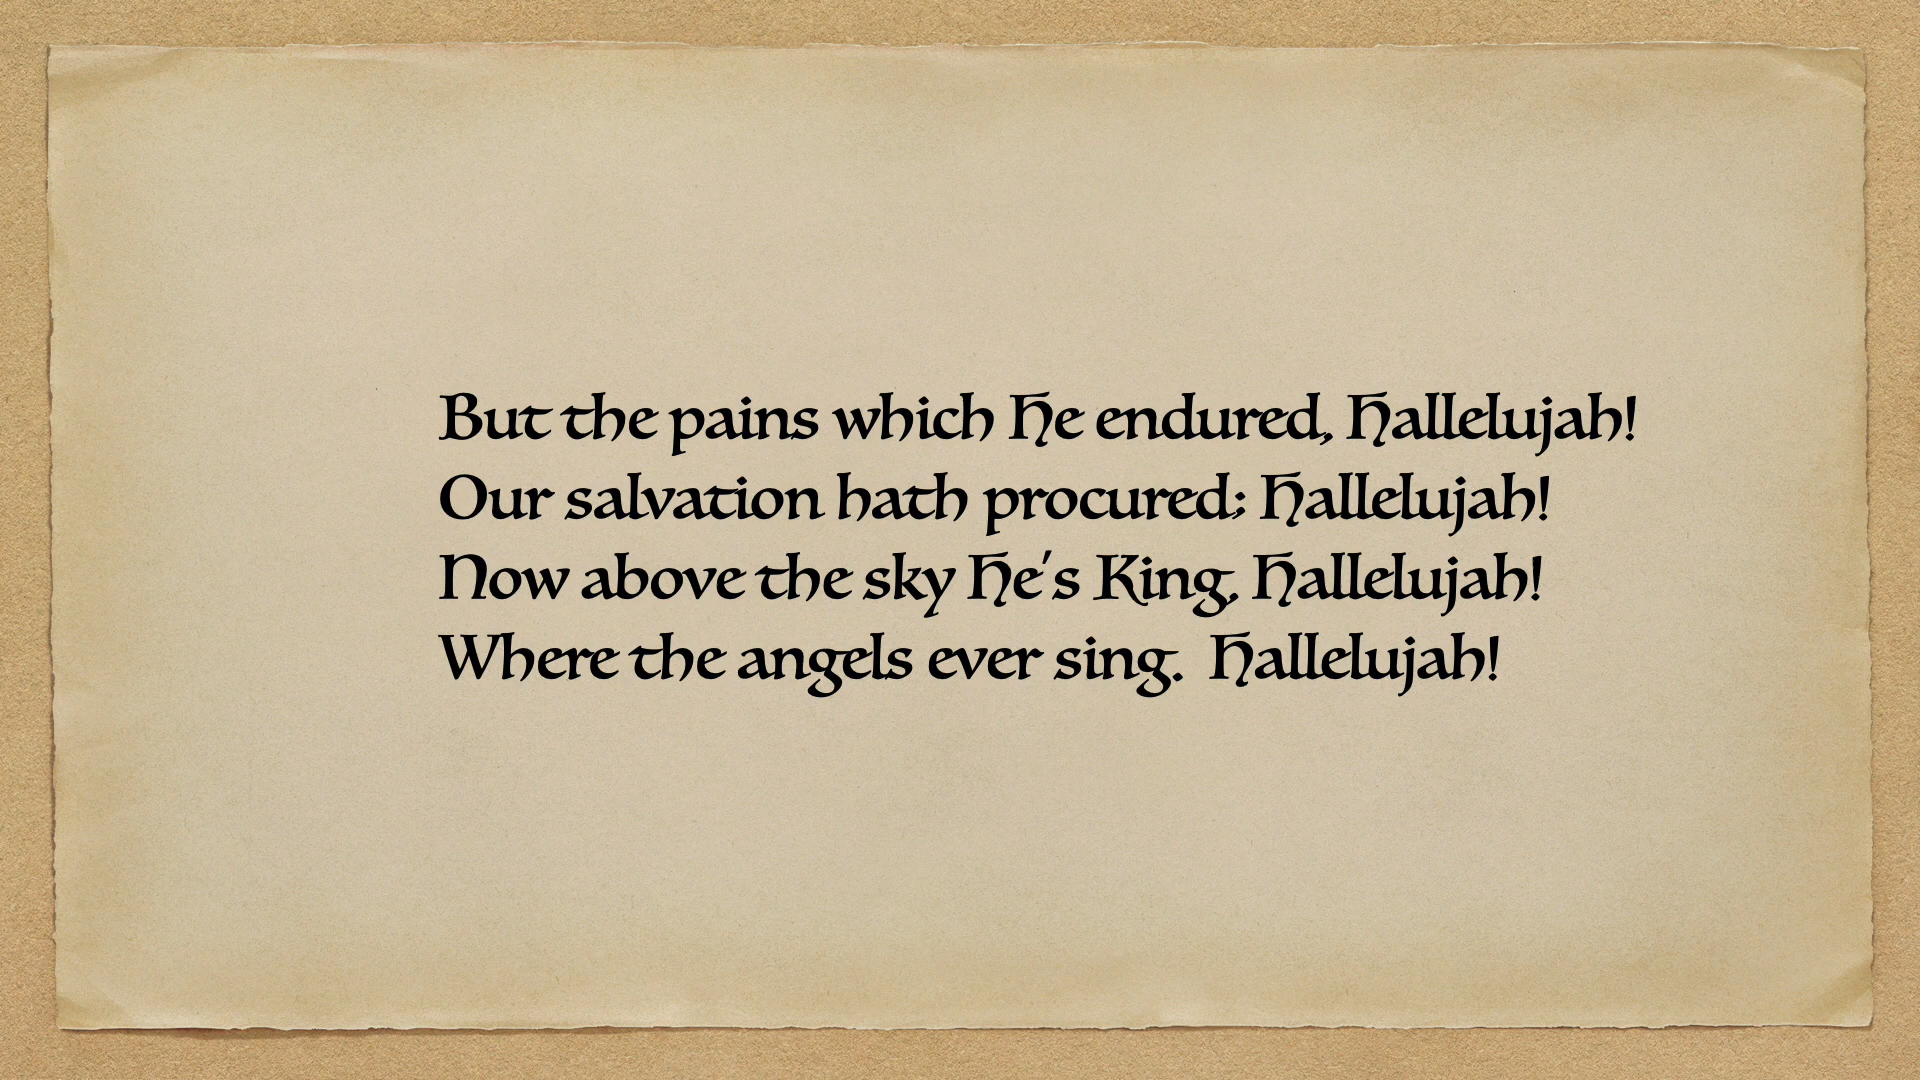 But the pains which He endured, Hallelujah!
Our salvation hath procured; Hallelujah!
Now above the sky He's King, Hallelujah!
Where the angels ever sing.  Hallelujah!